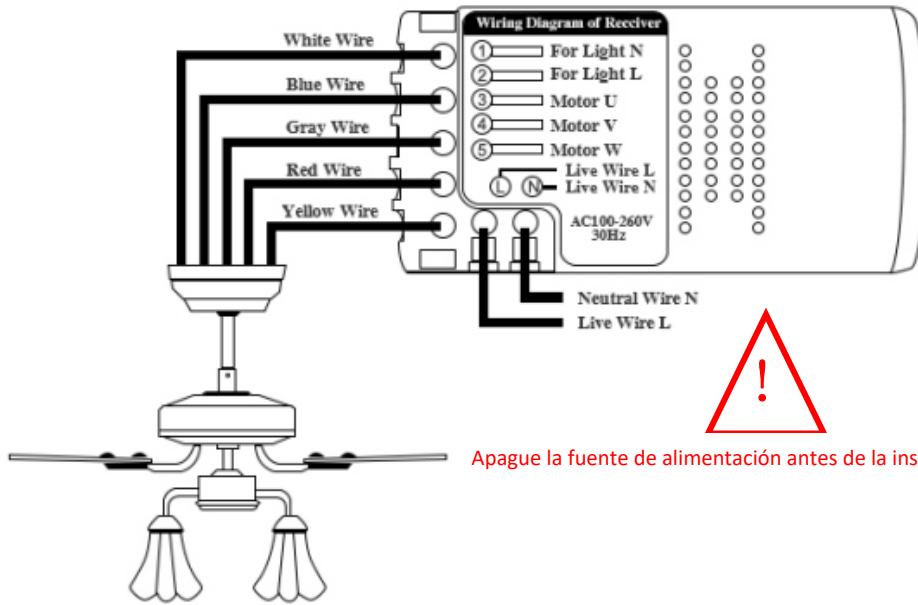 White Wire
Blue Wire
Gray Wire
Red Wire
Yellow Wire
Wiring Diagram of Receiver
1 For Light N
2 For Light L
3 Motor U
4 Motor V
5 Motor W
Live Wire L
L N Live Wire N
AC100-260V
30Hz
Neutral Wire N
Live Wire L
!
Apague la fuente de alimentación antes de la ins